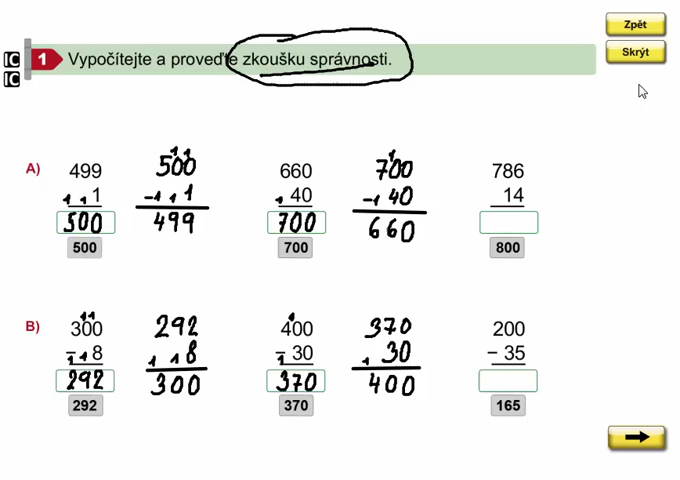 Zpět
Skrýt
1 Vypočítejte a proveďte zkoušku správnosti.
A) 499 500 660 700 786
1 -1 40 -40 14
500 499 700 660
500 700 800
B) 300 292 400 370 200
- 8 8 - 30 30 - 35
292 300 370 400
292 370 165